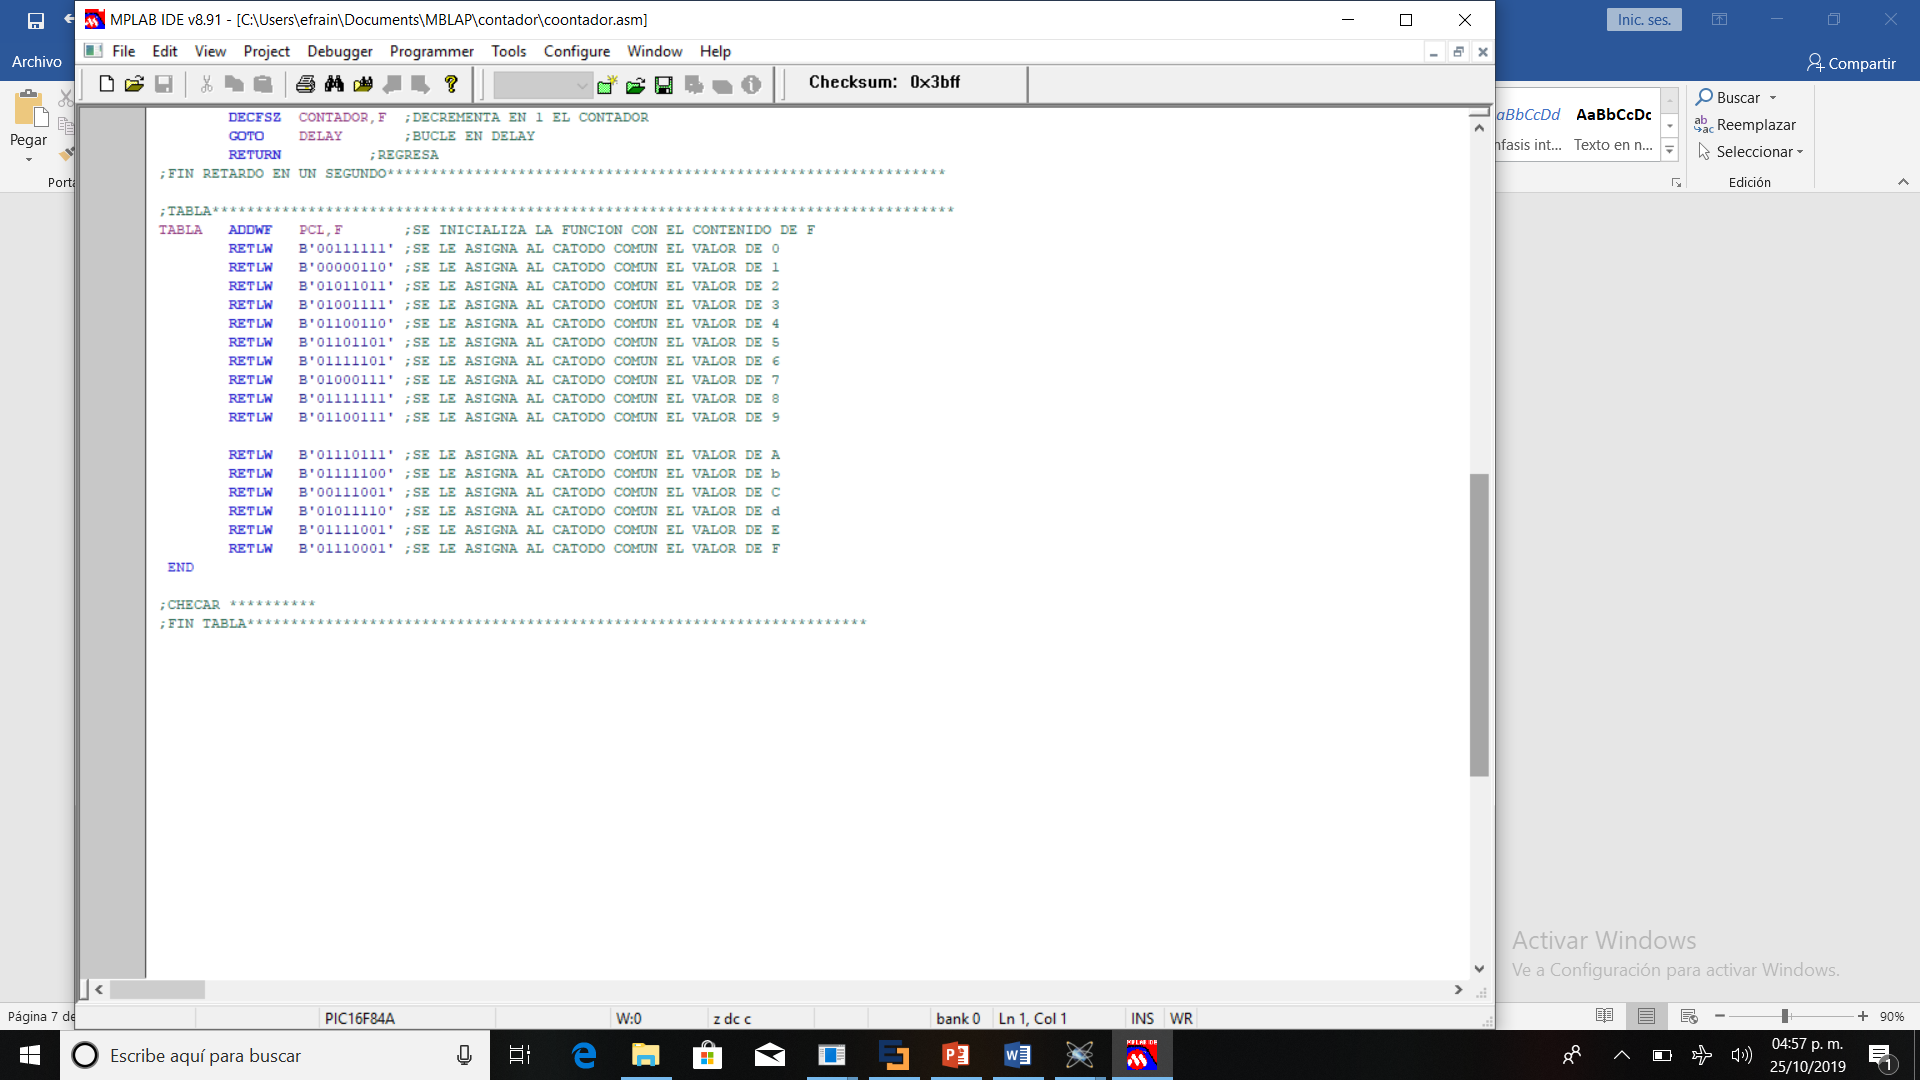 MPLAB IDE v8.91 - [C:\Users\efrain\Documents\MBLAP\contador\coontador.asm]
Inic. ses.
File Edit View Project Debugger Programmer Tools Configure Window Help
Archivo
Compartir
Checksum: 0x3bff
Pegar
Porta
aBbCcDd AaBbCcDc
nfasis int... Texto en n...
Buscar
Reemplazar
Seleccionar
Edición
DECFSZ CONTADOR,F ;DECREMENTA EN 1 EL CONTADOR
GOTO DELAY ;BUCLE EN DELAY
RETURN ;REGRESA
;FIN RETARDO EN UN SEGUNDO****************************************************************
;TABLA*************************************************************************************
TABLA ADDWF PCL,F ;SE INICIALIZA LA FUNCION CON EL CONTENIDO DE F
RETLW B'00111111' ;SE LE ASIGNA AL CATODO COMUN EL VALOR DE 0
RETLW B'00000110' ;SE LE ASIGNA AL CATODO COMUN EL VALOR DE 1
RETLW B'01011011' ;SE LE ASIGNA AL CATODO COMUN EL VALOR DE 2
RETLW B'01001111' ;SE LE ASIGNA AL CATODO COMUN EL VALOR DE 3
RETLW B'01100110' ;SE LE ASIGNA AL CATODO COMUN EL VALOR DE 4
RETLW B'01101101' ;SE LE ASIGNA AL CATODO COMUN EL VALOR DE 5
RETLW B'01111101' ;SE LE ASIGNA AL CATODO COMUN EL VALOR DE 6
RETLW B'01000111' ;SE LE ASIGNA AL CATODO COMUN EL VALOR DE 7
RETLW B'01111111' ;SE LE ASIGNA AL CATODO COMUN EL VALOR DE 8
RETLW B'01100111' ;SE LE ASIGNA AL CATODO COMUN EL VALOR DE 9
RETLW B'01110111' ;SE LE ASIGNA AL CATODO COMUN EL VALOR DE A
RETLW B'01111100' ;SE LE ASIGNA AL CATODO COMUN EL VALOR DE b
RETLW B'00111001' ;SE LE ASIGNA AL CATODO COMUN EL VALOR DE C
RETLW B'01011110' ;SE LE ASIGNA AL CATODO COMUN EL VALOR DE d
RETLW B'01111001' ;SE LE ASIGNA AL CATODO COMUN EL VALOR DE E
RETLW B'01110001' ;SE LE ASIGNA AL CATODO COMUN EL VALOR DE F
END
;CHECAR **********
;FIN TABLA***********************************************************************
Activar Windows
Ve a Configuración para activar Windows.
Página 7 de
PIC16F84A W:0 z dc c bank 0 Ln 1, Col 1 INS WR
90%
Escribe aquí para buscar
04:57 p. m.
25/10/2019
1